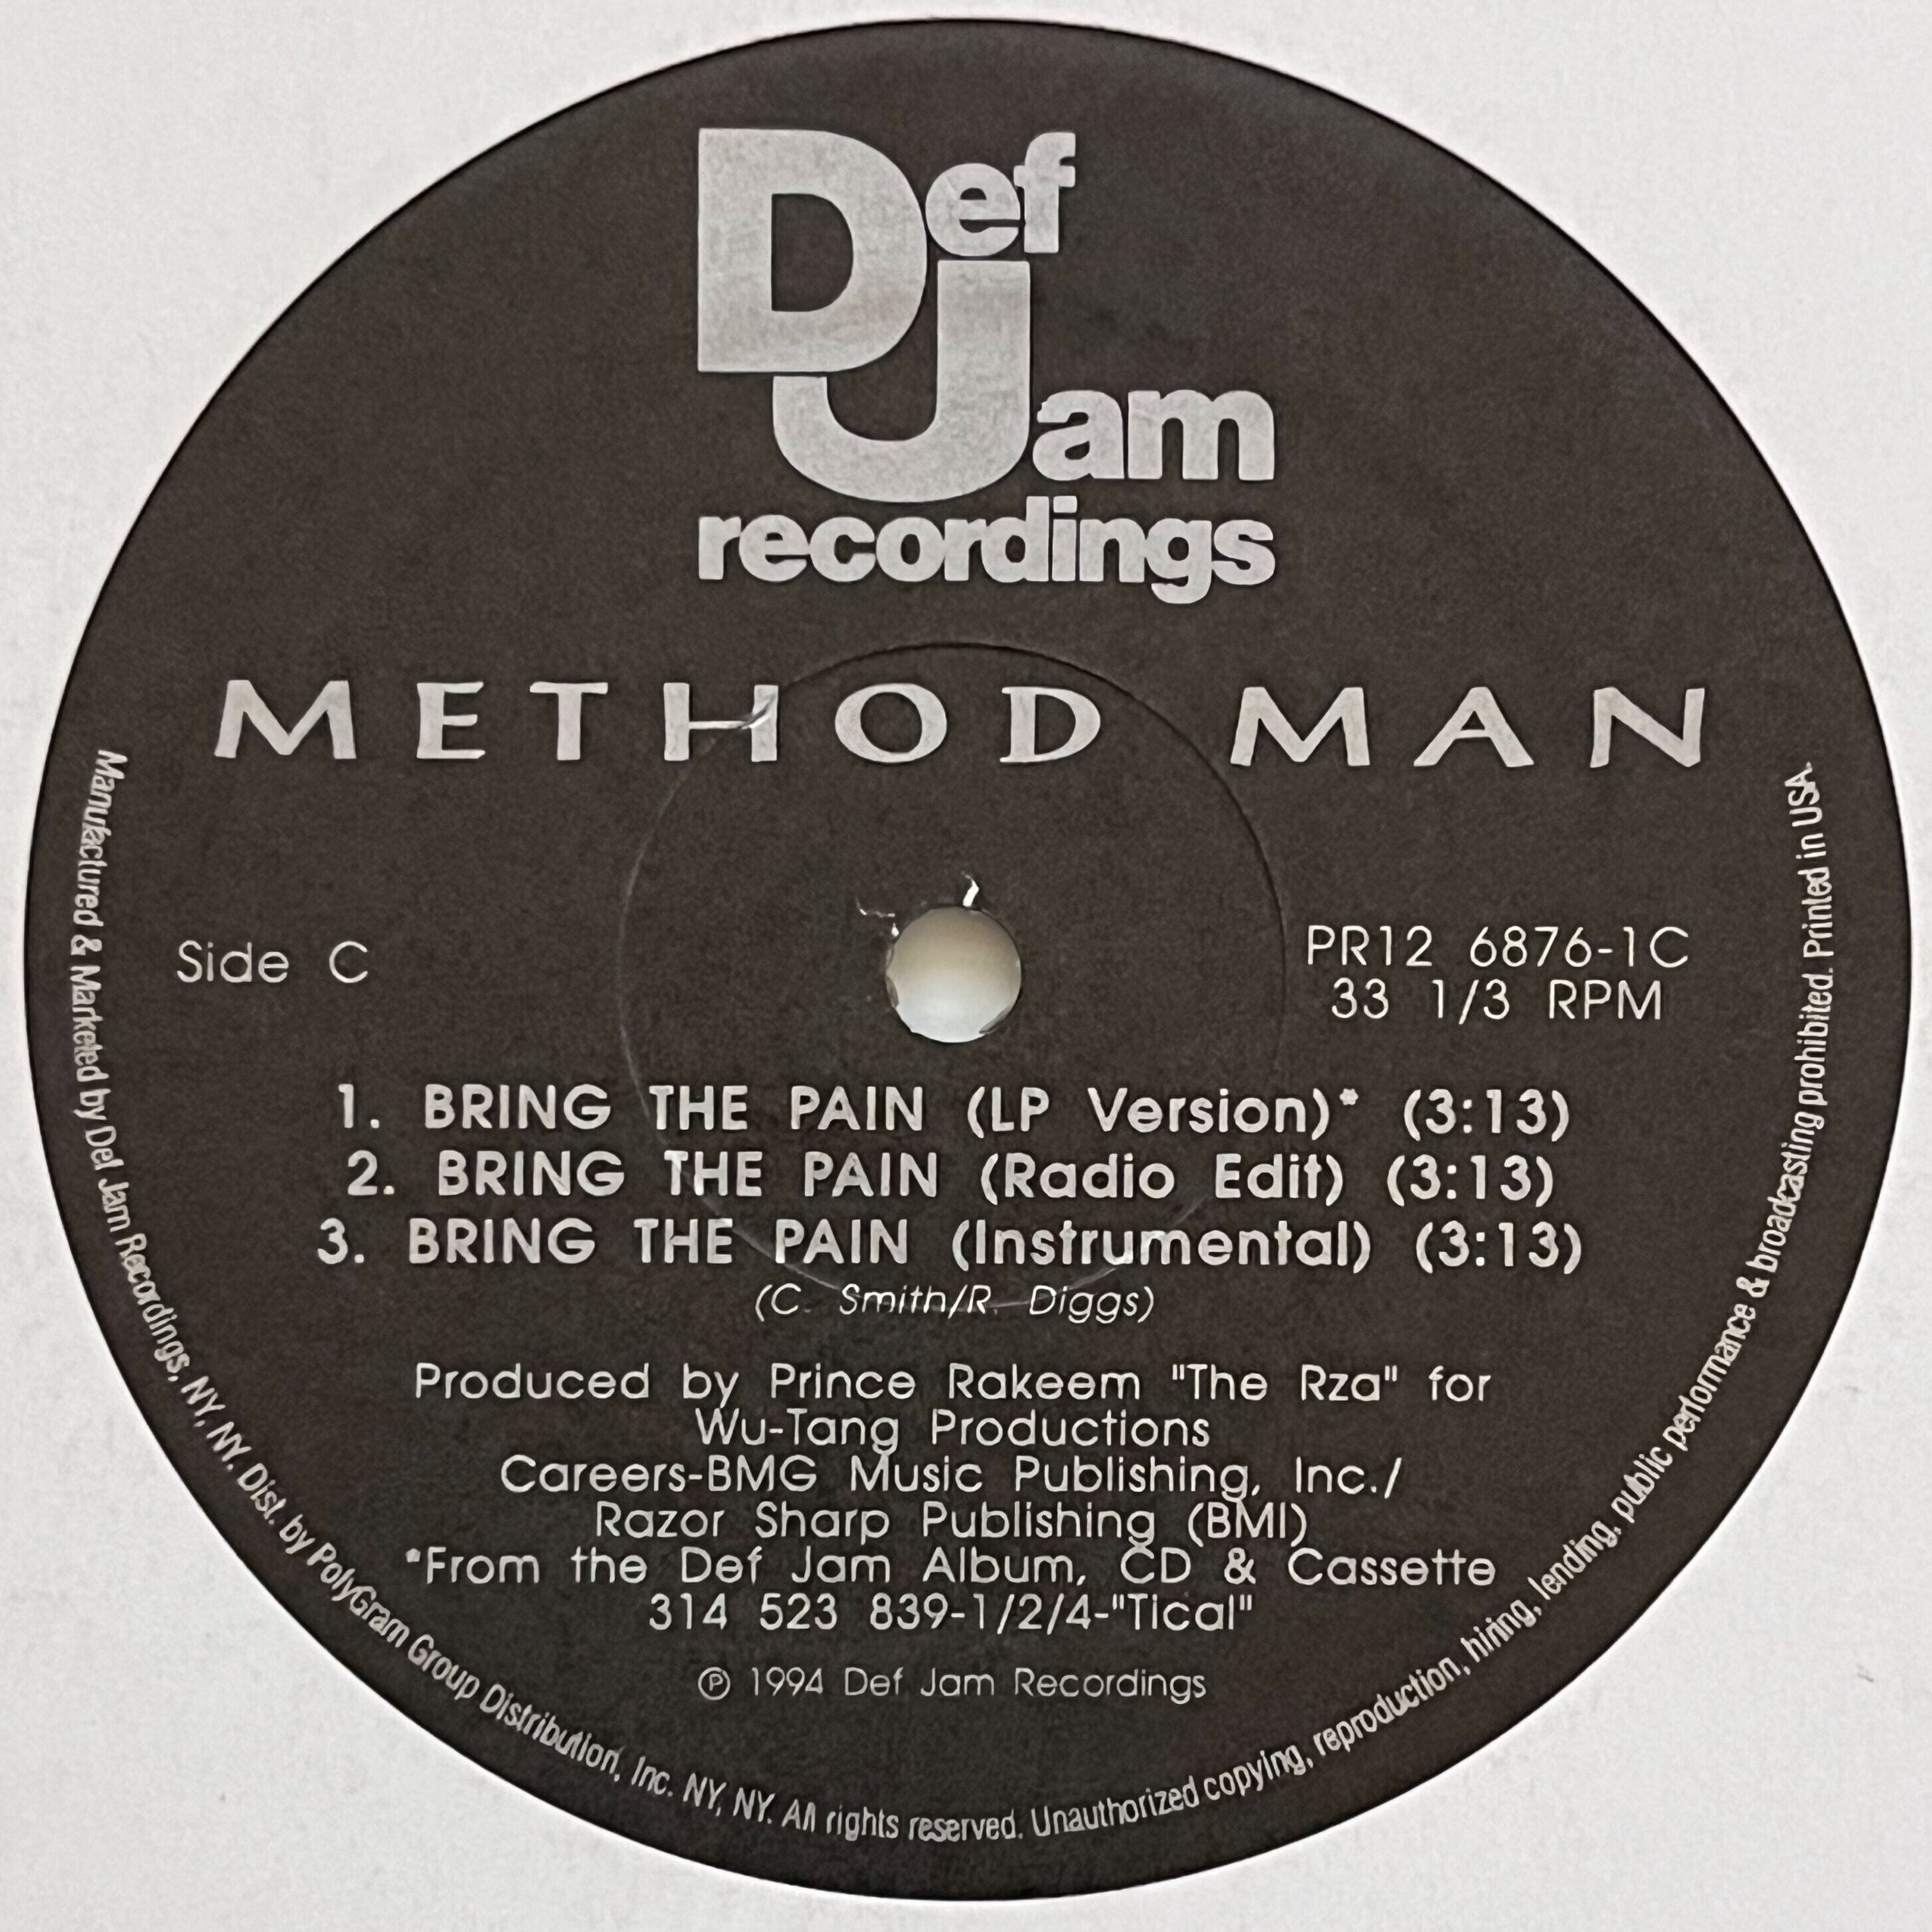 Def Jam
recordings
METHOD MAN
Side C
PR12 6876-1C
33 1/3 RPM
1. BRING THE PAIN (LP Version)* (3:13)
2. BRING THE PAIN (Radio Edit) (3:13)
3. BRING THE PAIN (Instrumental) (3:13)
(C. Smith/R. Diggs)
Produced by Prince Rakeem "The Rza" for
Wu-Tang Productions
Careers-BMG Music Publishing, Inc./
Razor Sharp Publishing (BMI)
*From the Def Jam Album, CD & Cassette
314 523 839-1/2/4-"Tical"
℗ 1994 Def Jam Recordings
Manufactured & Marketed by Def Jam Recordings, NY, NY. Dist. by PolyGram Group Distribution, Inc. NY, NY. All rights reserved. Unauthorized copying, reproduction, hiring, lending, public performance & broadcasting prohibited. Printed in USA.